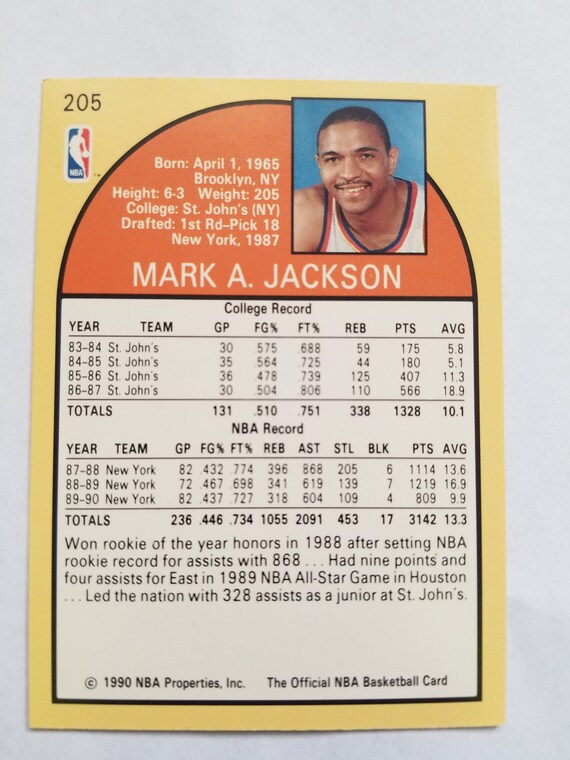 205
NBA
TM
Born: April 1, 1965
Brooklyn, NY
Height: 6-3 Weight: 205
College: St. John's (NY)
Drafted: 1st Rd–Pick 18
New York, 1987
MARK A. JACKSON
College Record
YEAR TEAM GP FG% FT% REB PTS AVG
83–84 St. John's 30 .575 .688 59 175 5.8
84–85 St. John's 35 .564 .725 44 180 5.1
85–86 St. John's 36 .478 .739 125 407 11.3
86–87 St. John's 30 .504 .806 110 566 18.9
TOTALS 131 .510 .751 338 1328 10.1
NBA Record
YEAR TEAM GP FG% FT% REB AST STL BLK PTS AVG
87–88 New York 82 .432 .774 396 868 205 6 1114 13.6
88–89 New York 72 .467 .698 341 619 139 7 1219 16.9
89–90 New York 82 .437 .727 318 604 109 4 809 9.9
TOTALS 236 .446 .734 1055 2091 453 17 3142 13.3
Won rookie of the year honors in 1988 after setting NBA
rookie record for assists with 868 ... Had nine points and
four assists for East in 1989 NBA All-Star Game in Houston
... Led the nation with 328 assists as a junior at St. John's.
© 1990 NBA Properties, Inc. The Official NBA Basketball Card